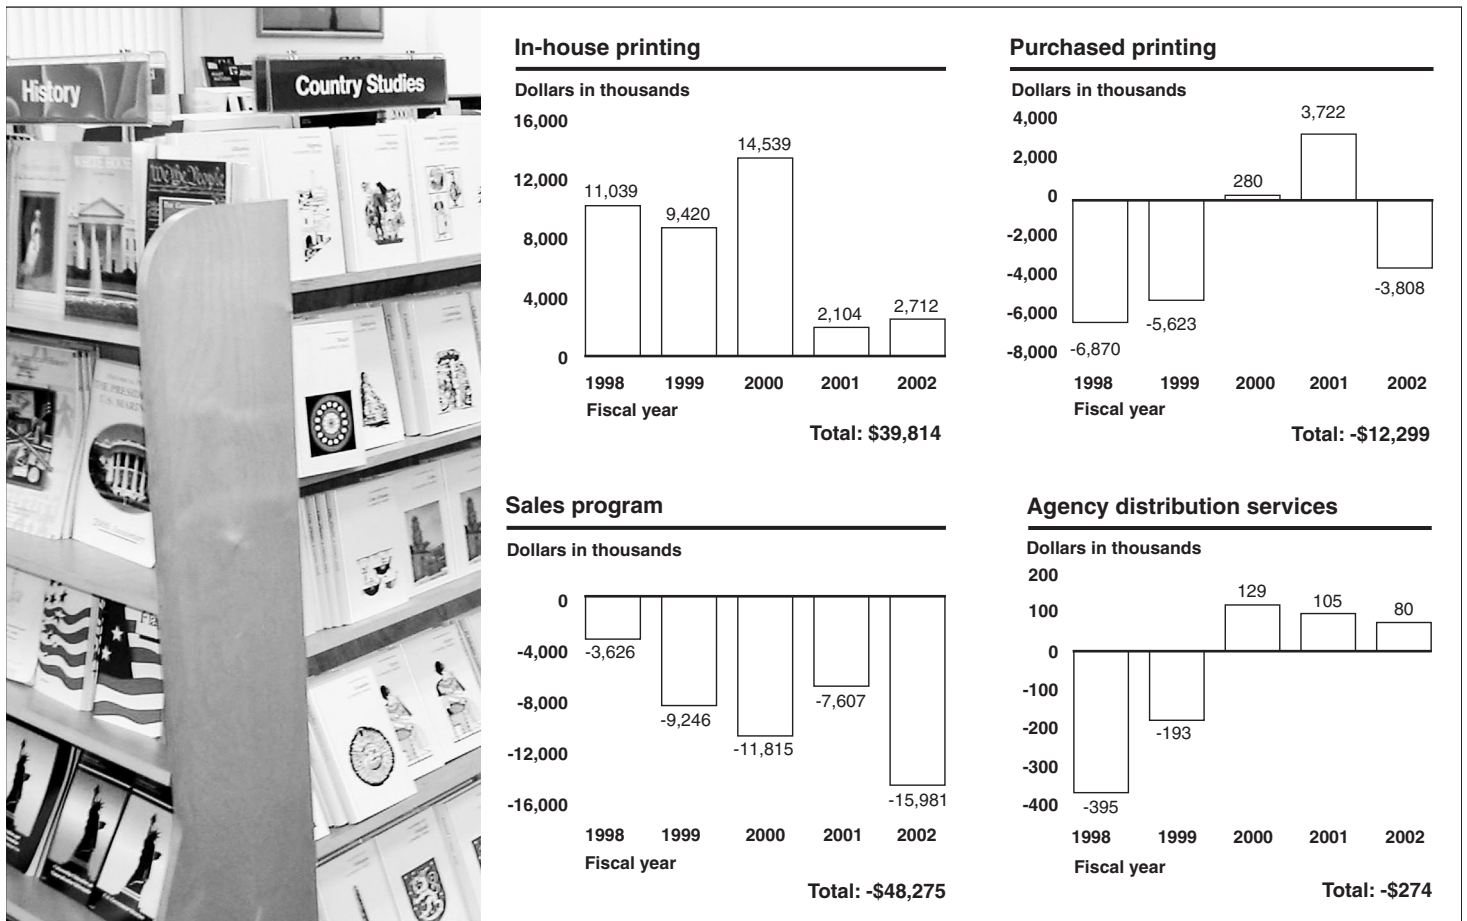 History
Country Studies
We the People
In-house printing
Dollars in thousands
16,000
12,000
8,000
4,000
0
11,039
9,420
14,539
2,104
2,712
1998 1999 2000 2001 2002
Fiscal year
Total: $39,814
Purchased printing
Dollars in thousands
4,000
2,000
0
-2,000
-4,000
-6,000
-8,000
-6,870
-5,623
280
3,722
-3,808
1998 1999 2000 2001 2002
Fiscal year
Total: -$12,299
Sales program
Dollars in thousands
0
-4,000
-8,000
-12,000
-16,000
-3,626
-9,246
-11,815
-7,607
-15,981
1998 1999 2000 2001 2002
Fiscal year
Total: -$48,275
Agency distribution services
Dollars in thousands
200
100
0
-100
-200
-300
-400
-395
-193
129
105
80
1998 1999 2000 2001 2002
Fiscal year
Total: -$274